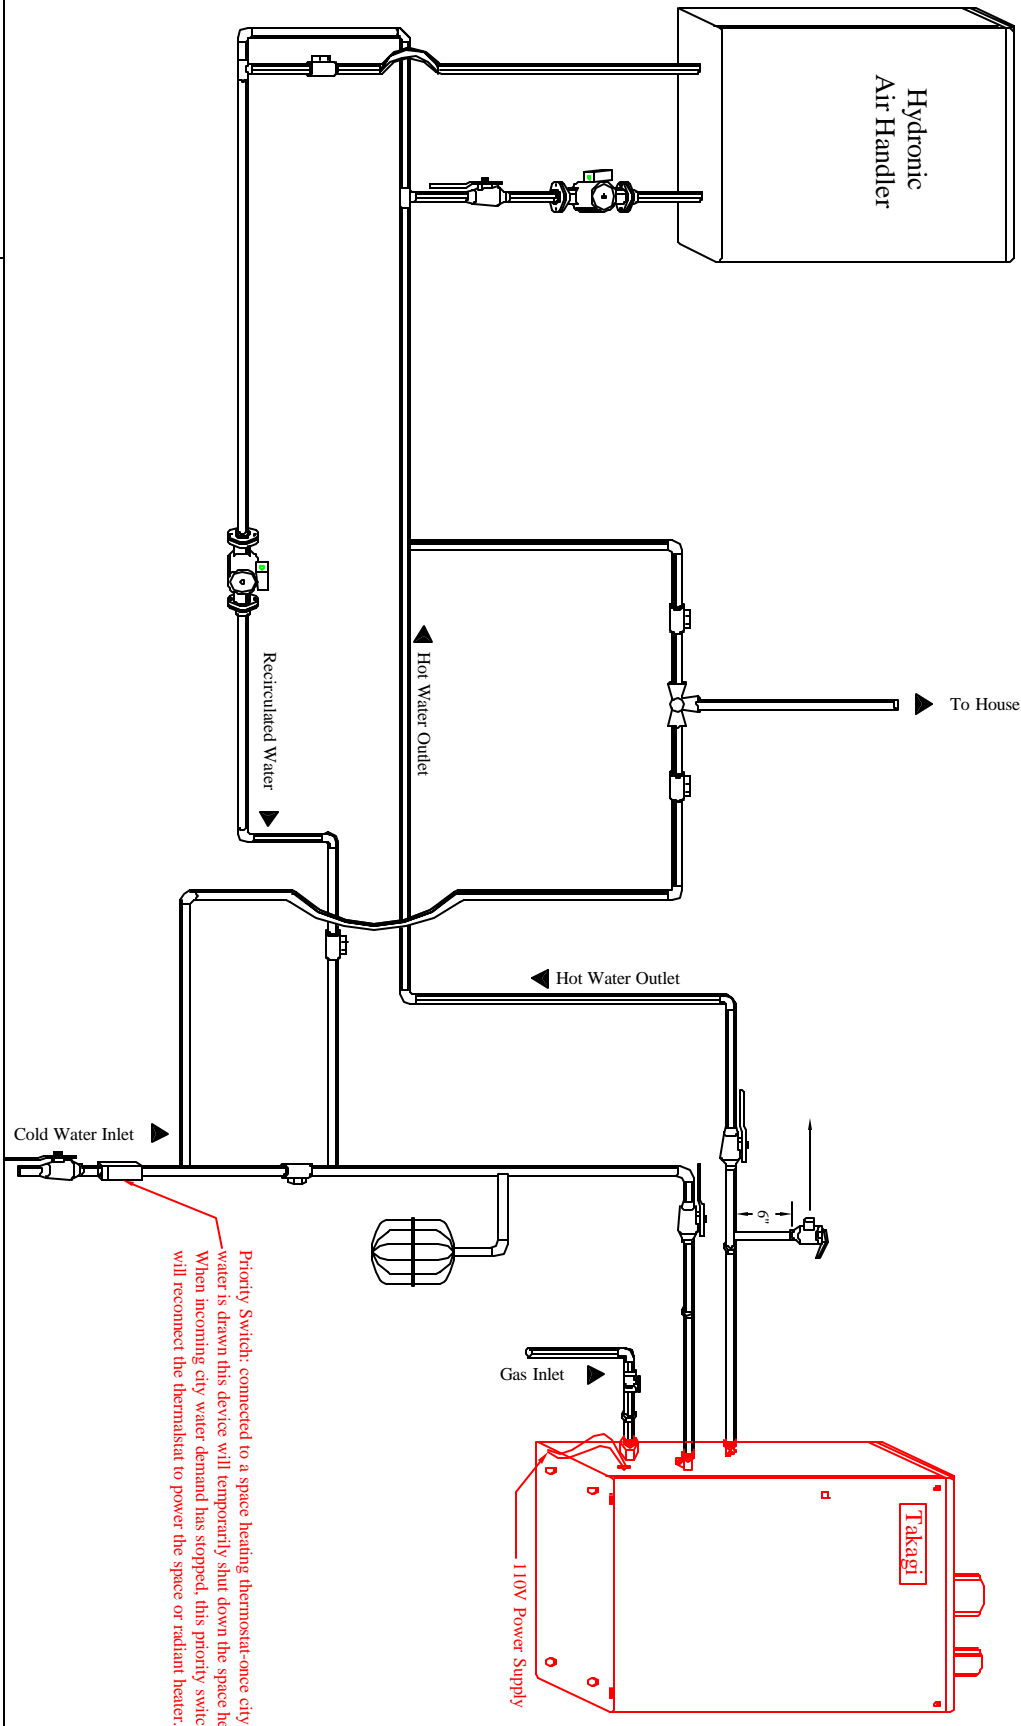 Hydronic
Air Handler
To House
Hot Water Outlet
Recirculated Water
Hot Water Outlet
Cold Water Inlet
6"
Priority Switch: connected to a space heating thermostat-once city
water is drawn this device will temporarily shut down the space
When incoming city water demand has stopped, this priority
will reconnect the thermalstat to power the space or radiant heater.
Gas Inlet
Takagi
110V Power Supply